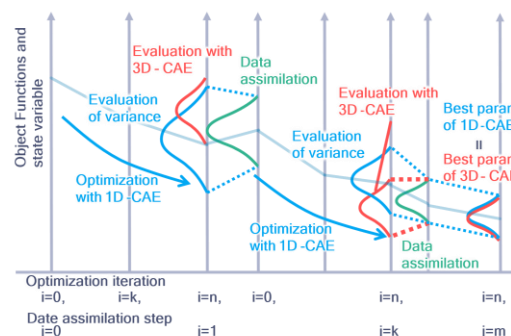 Object Functions and
state variable
Evaluation with
3D - CAE
Data
assimilation
Evaluation
of variance
Optimization
with 1D -CAE
Evaluation with
3D -CAE
Evaluation
of variance
Optimization
with 1D -CAE
Data
assimilation
Best param
of 1D-CAE
=
Best param
of 3D- CA
Optimization iteration
i=0, i=k, i=n, i=0, i=n, i=n,
Date assimilation step
i=0 i=1 i=k i=m